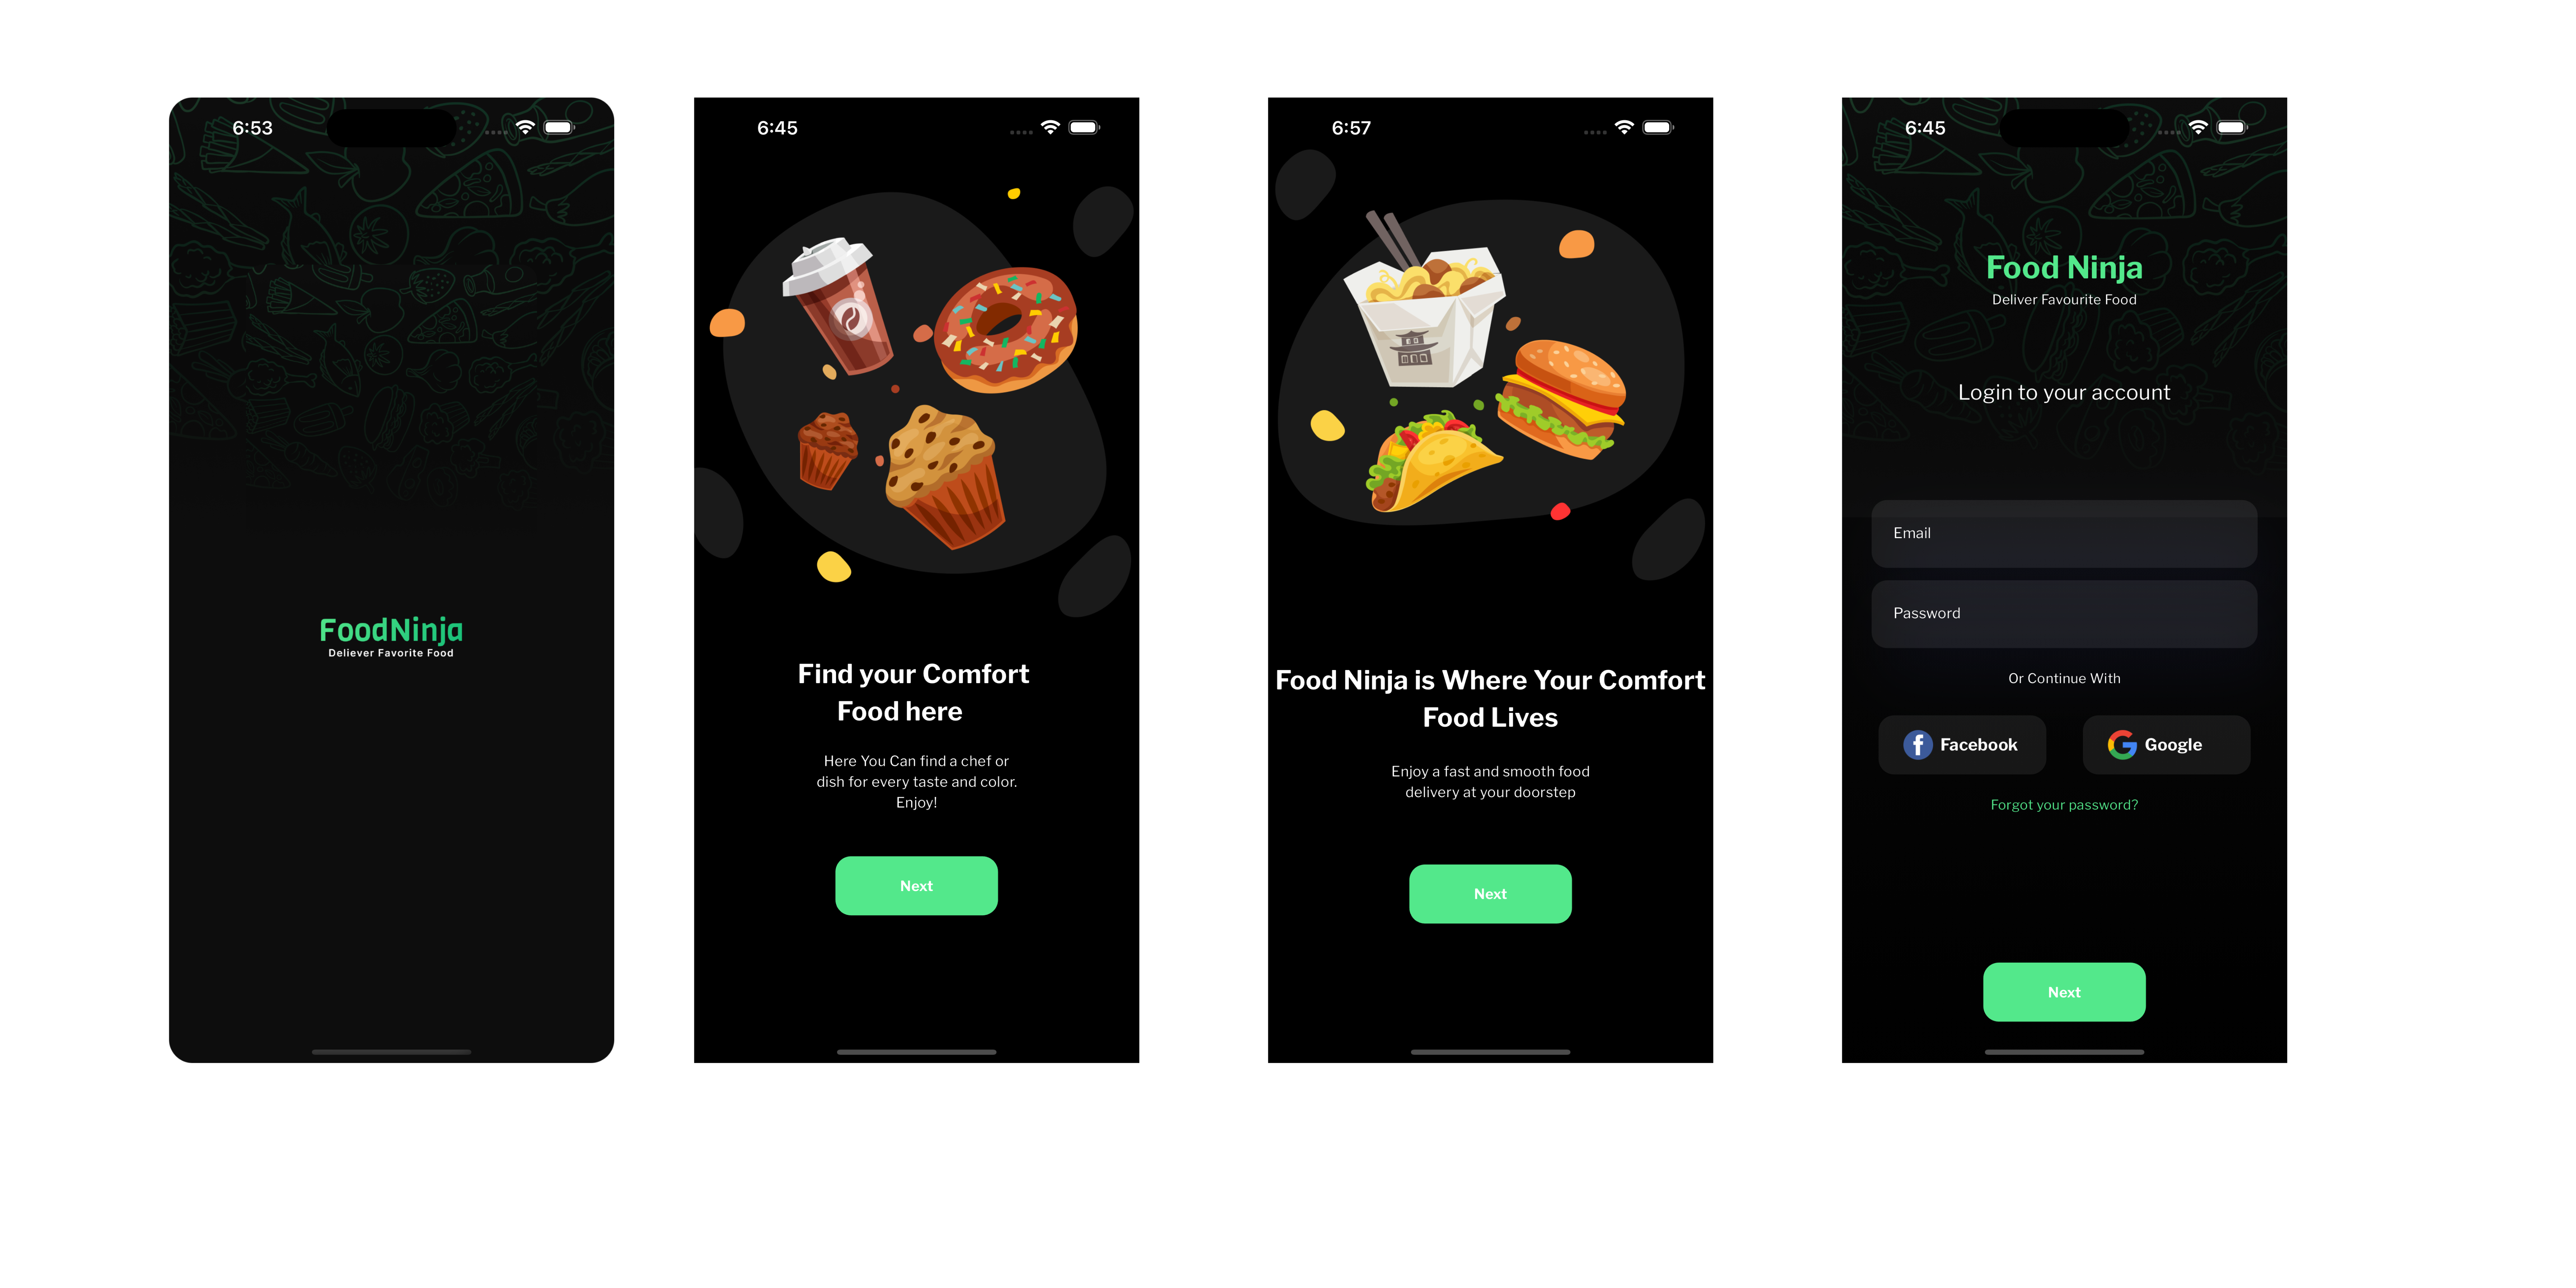 6:53
FoodNinja
Deliever Favorite Food
6:45
Find your Comfort
Food here
Here You Can find a chef or
dish for every taste and color.
Enjoy!
Next
6:57
Food Ninja is Where Your Comfort
Food Lives
Enjoy a fast and smooth food
delivery at your doorstep
Next
6:45
Food Ninja
Deliver Favourite Food
Login to your account
Email
Password
Or Continue With
Facebook
Google
Forgot your password?
Next